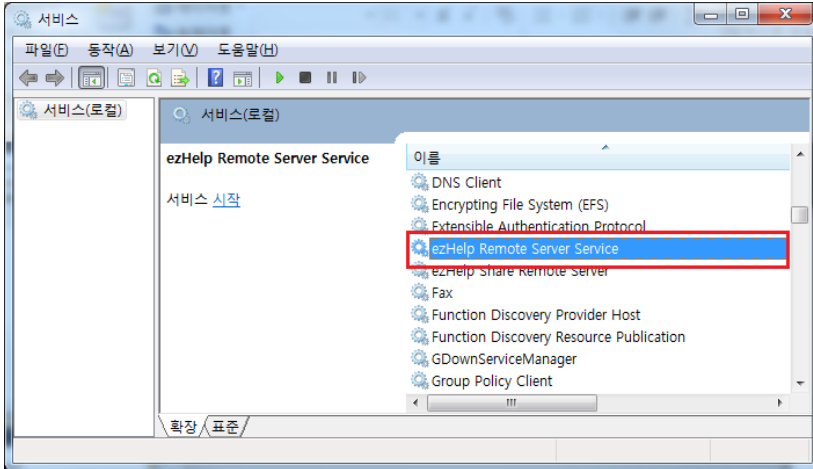 서비스
파일(F) 동작(A) 보기(V) 도움말(H)
서비스(로컬)
서비스(로컬)
ezHelp Remote Server Service
서비스 시작
이름
DNS Client
Encrypting File System (EFS)
Extensible Authentication Protocol
ezHelp Remote Server Service
ezHelp Share Remote Server
Fax
Function Discovery Provider Host
Function Discovery Resource Publication
GDownServiceManager
Group Policy Client
확장 표준